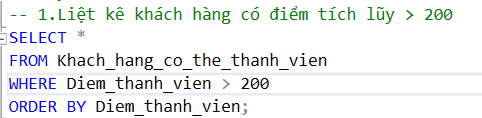 -- 1.Liệt kê khách hàng có điểm tích lũy > 200
SELECT *
FROM Khach_hang_co_the_thanh_vien
WHERE Diem_thanh_vien > 200
ORDER BY Diem_thanh_vien;